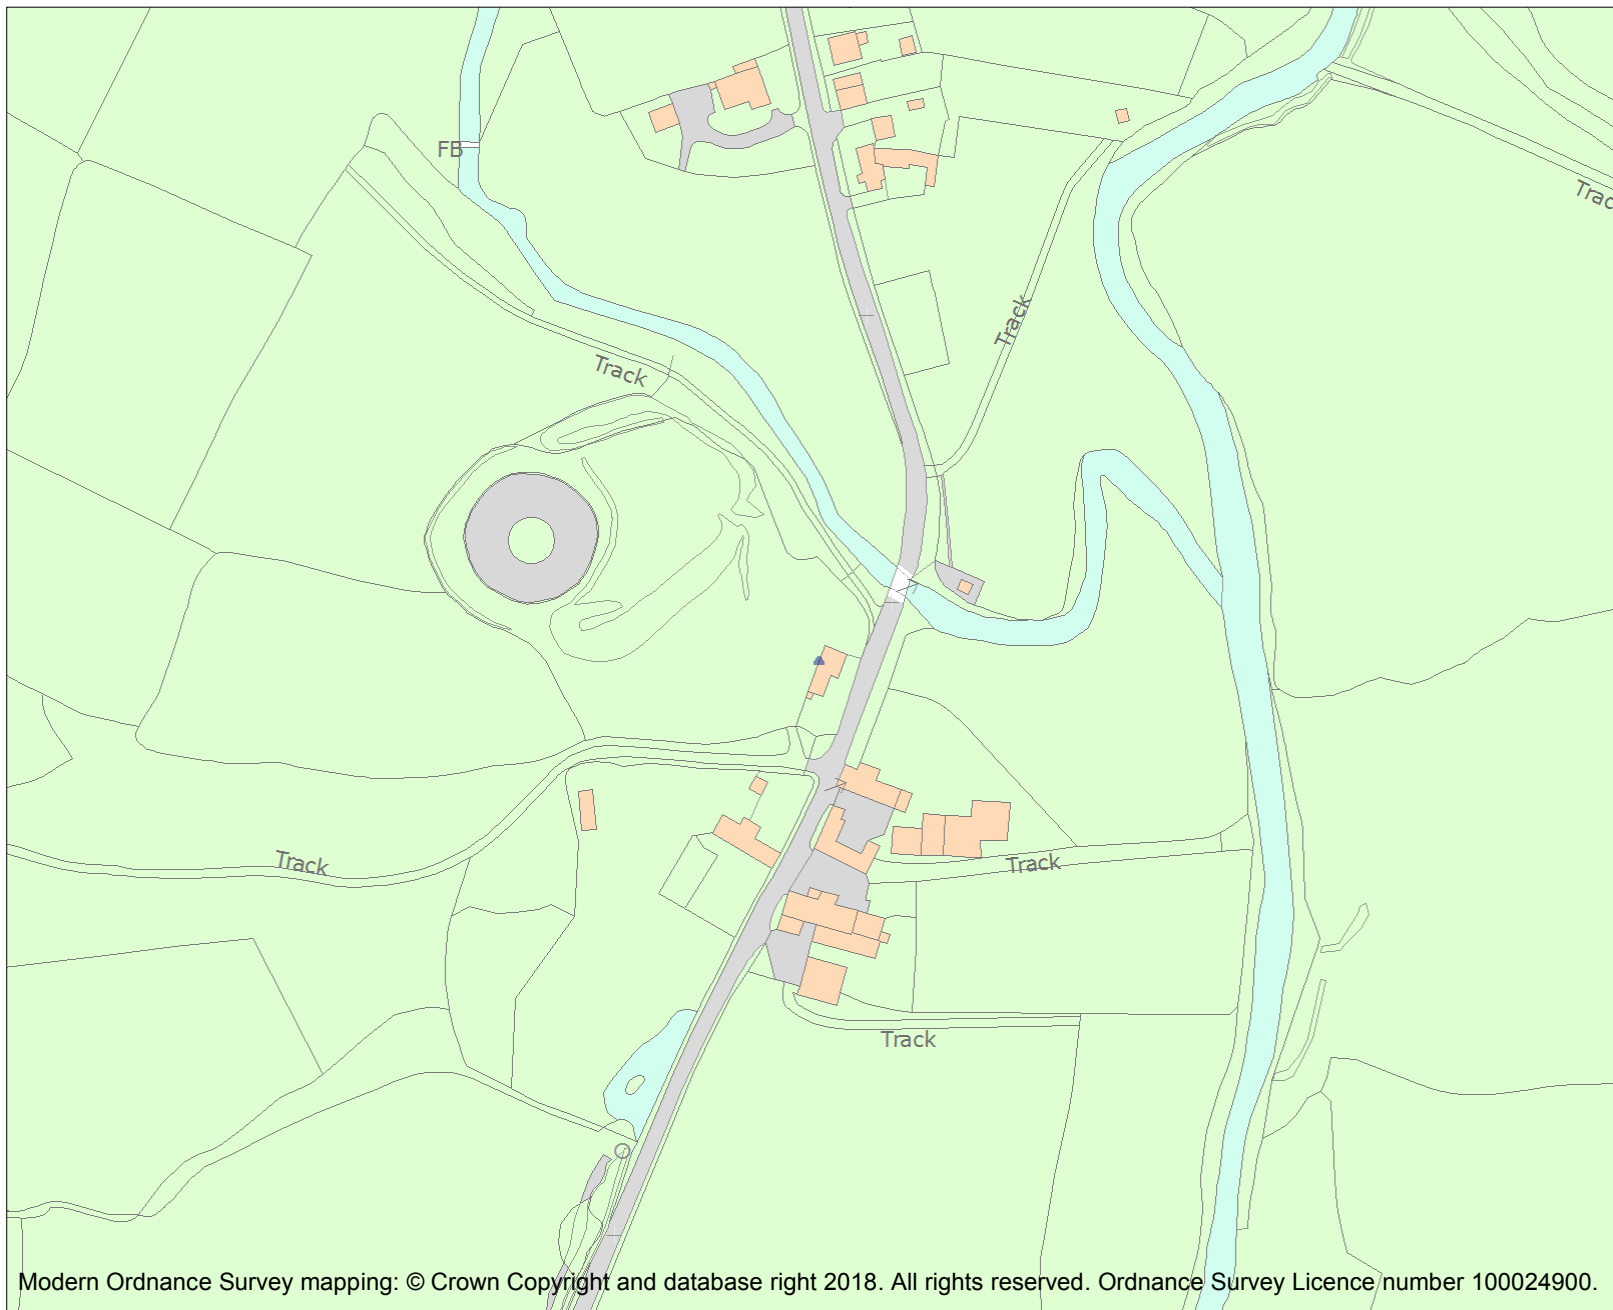 FB
Trac
Track
Track
Track
Track
Track
Modern Ordnance Survey mapping: © Crown Copyright and database right 2018. All rights reserved. Ordnance Survey Licence number 100024900.